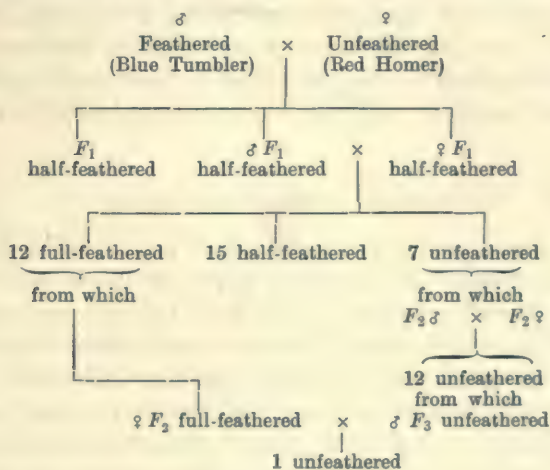 ♂ ♀
Feathered × Unfeathered
(Blue Tumbler) (Red Homer)
F₁ ♂ F₁ × ♀ F₁
half-feathered half-feathered half-feathered
12 full-feathered 15 half-feathered 7 unfeathered
from which from which
F₂ ♂ × F₂ ♀
12 unfeathered
from which
♀ F₂ full-feathered × ♂ F₃ unfeathered
1 unfeathered